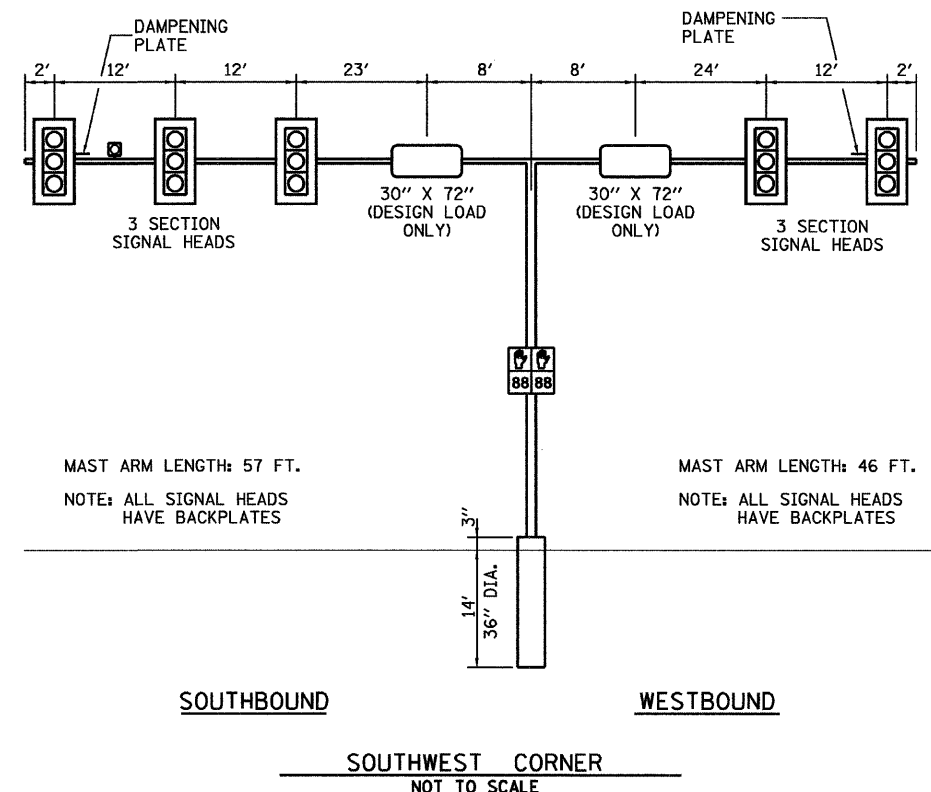 DAMPENING
PLATE
DAMPENING
PLATE
2' 12' 12' 23' 8' 8' 24' 12' 2'
30" X 72"
(DESIGN LOAD
ONLY)
30" X 72"
(DESIGN LOAD
ONLY)
3 SECTION
SIGNAL HEADS
3 SECTION
SIGNAL HEADS
88 88
MAST ARM LENGTH: 57 FT.
NOTE: ALL SIGNAL HEADS
HAVE BACKPLATES
MAST ARM LENGTH: 46 FT.
NOTE: ALL SIGNAL HEADS
HAVE BACKPLATES
3"
14'
36" DIA.
SOUTHBOUND
WESTBOUND
SOUTHWEST CORNER
NOT TO SCALE